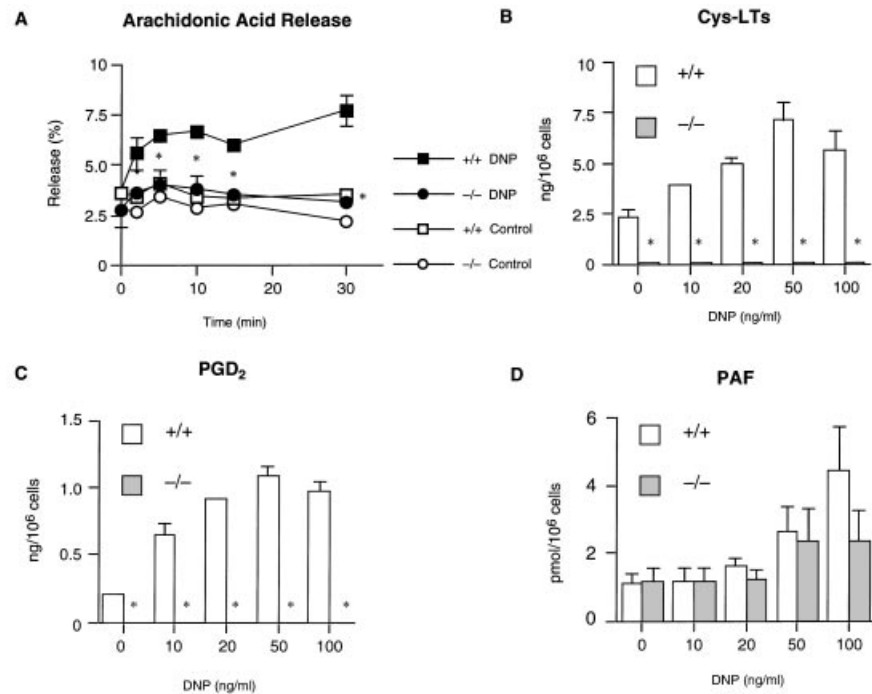 A
Arachidonic Acid Release
10
7.5
5.0
2.5
0
Release (%)
* * * * *
0 10 20 30
Time (min)
+/+ DNP
–/– DNP
+/+ Control
–/– Control
B
Cys-LTs
10
7.5
5.0
2.5
0
ng/10⁶ cells
+/+
–/–
* * * * *
0 10 20 50 100
DNP (ng/ml)
C
PGD₂
1.5
1.0
0.5
0
ng/10⁶ cells
+/+
–/–
* * * * *
0 10 20 50 100
DNP (ng/ml)
D
PAF
6
4
2
0
pmol/10⁶ cells
+/+
–/–
0 10 20 50 100
DNP (ng/ml)